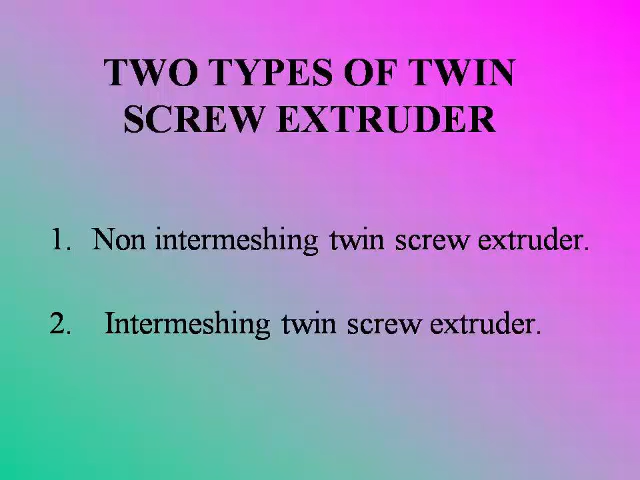 TWO TYPES OF TWIN
SCREW EXTRUDER
1. Non intermeshing twin screw extruder.
2. Intermeshing twin screw extruder.